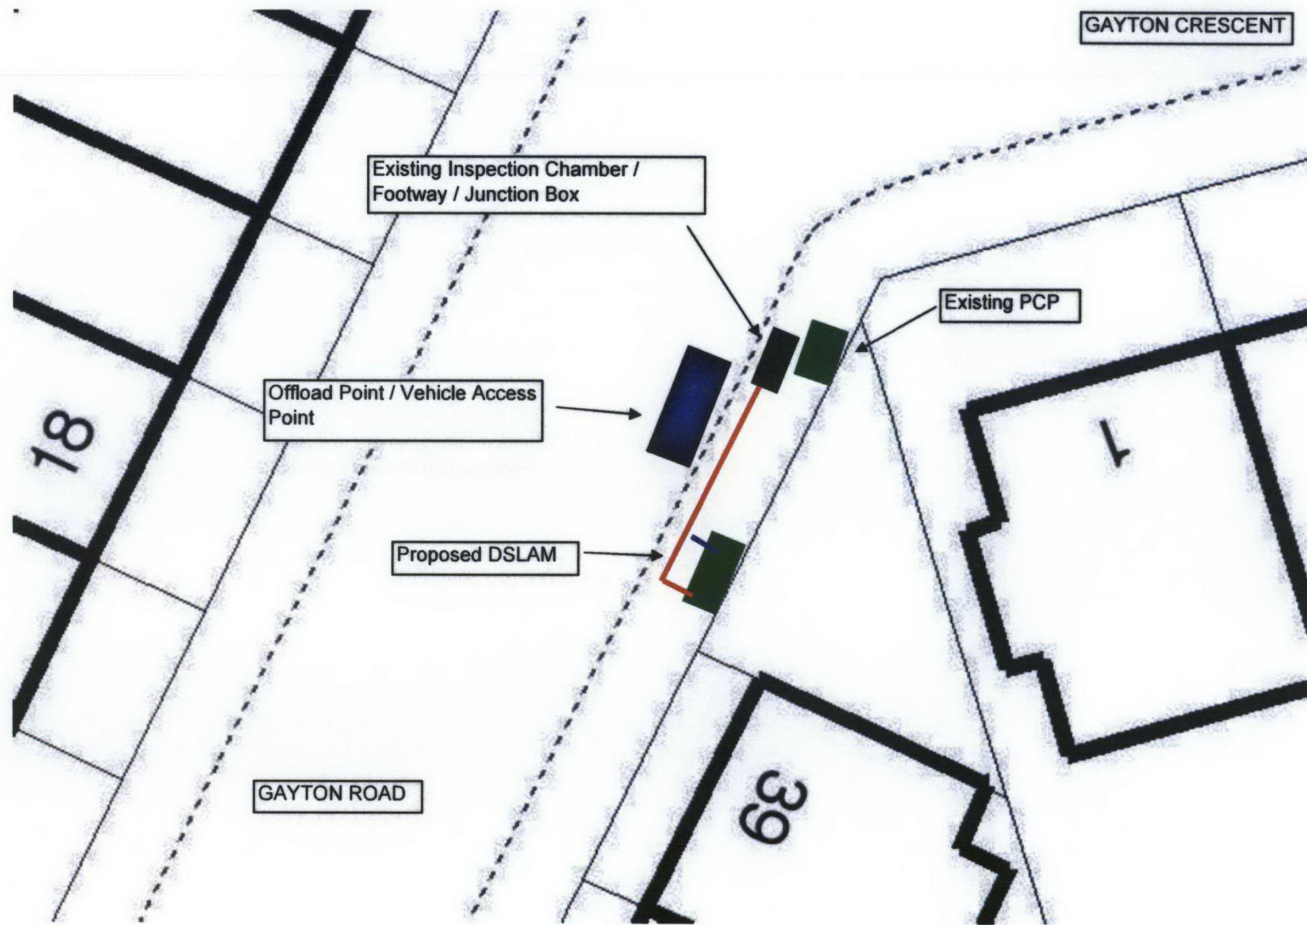 GAYTON CRESCENT
Existing Inspection Chamber /
Footway / Junction Box
Existing PCP
Offload Point / Vehicle Access
Point
18
1
Proposed DSLAM
GAYTON ROAD
39